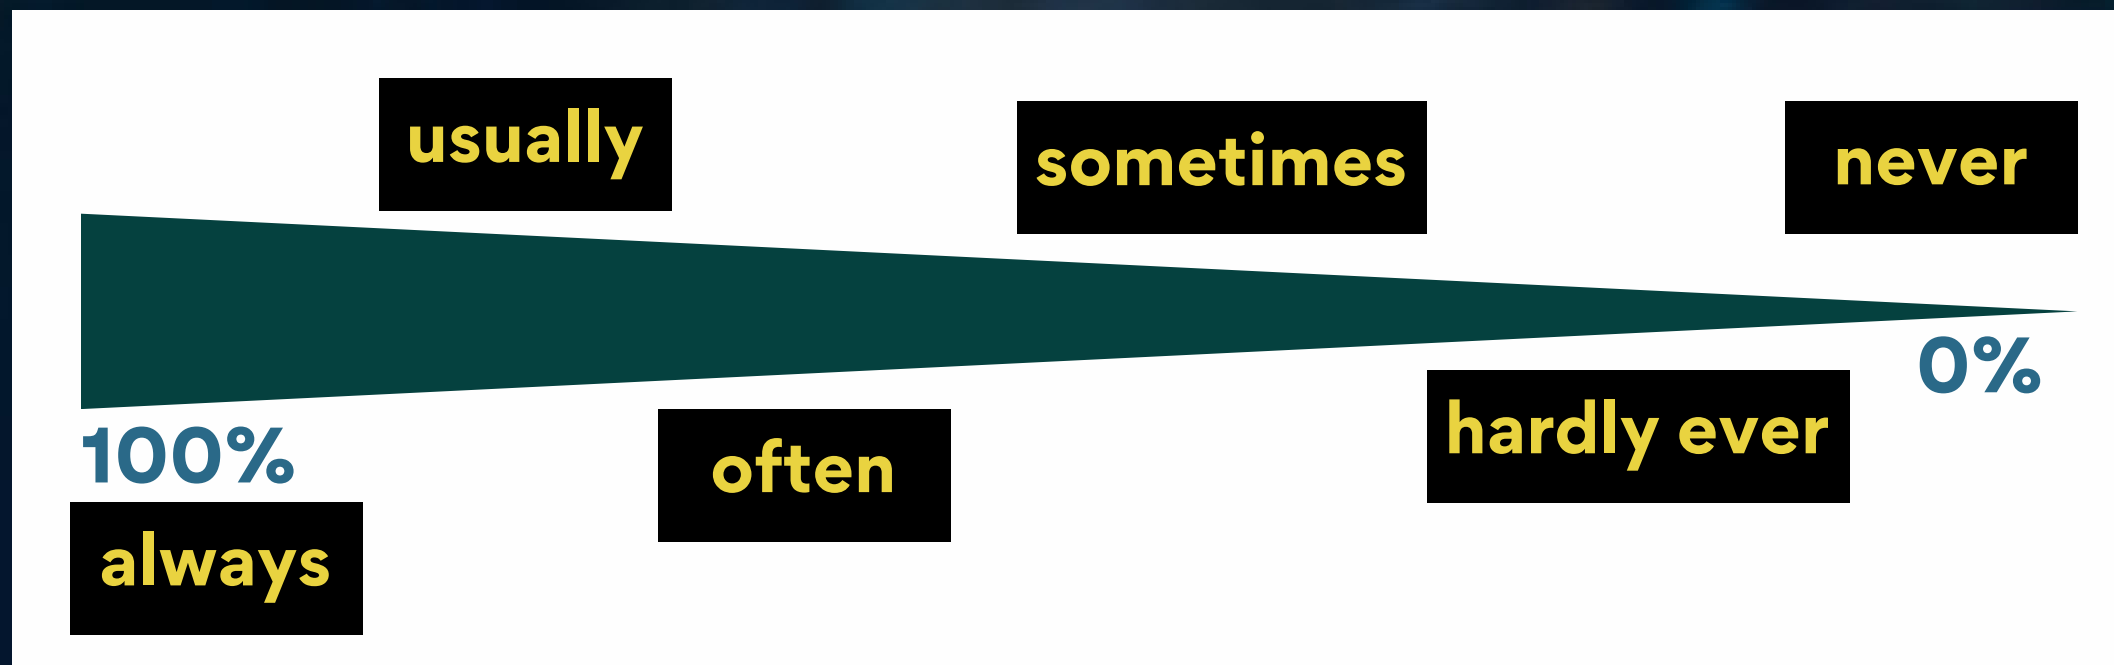 usually
sometimes
never
0%
hardly ever
100%
often
always